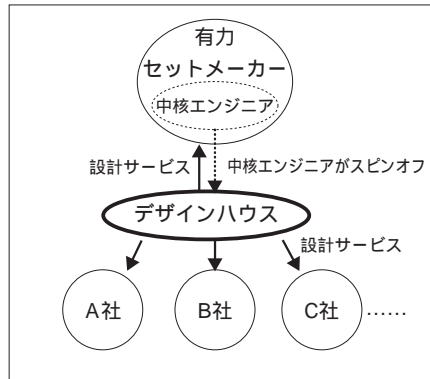 有力
セットメーカー
中核エンジニア
設計サービス
中核エンジニアがスピンオフ
デザインハウス
設計サービス
A社
B社
C社
……